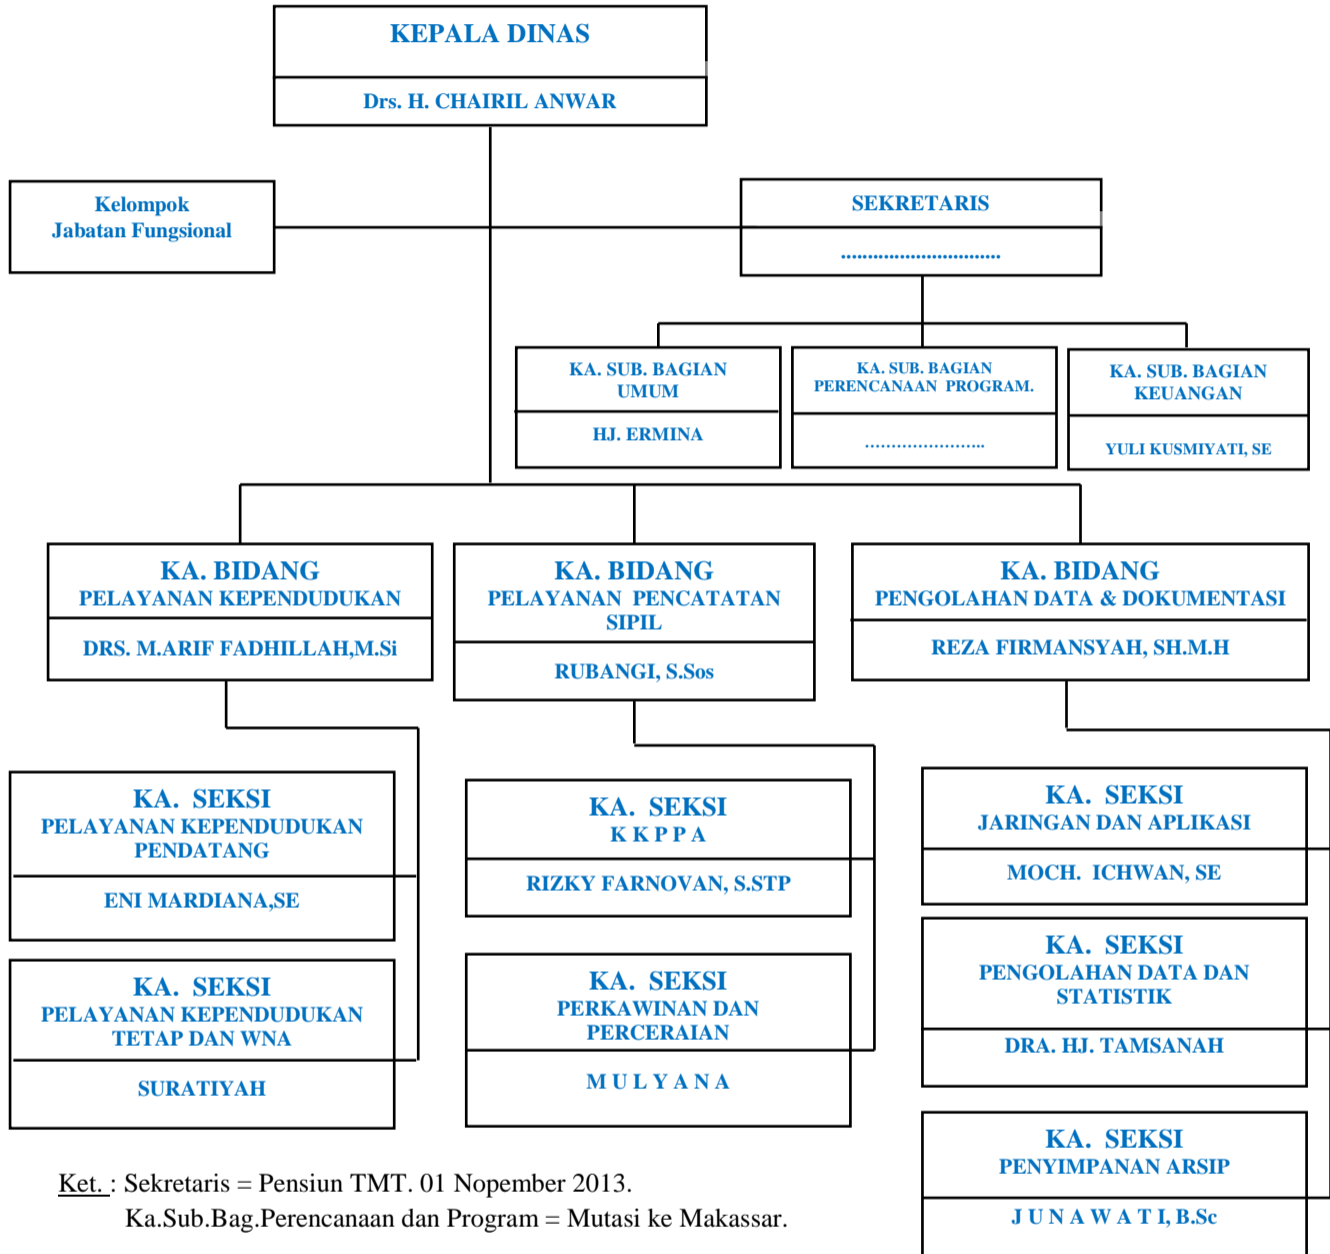 KEPALA DINAS
Drs. H. CHAIRIL ANWAR
Kelompok
Jabatan Fungsional
SEKRETARIS
..............................
KA. SUB. BAGIAN
UMUM
HJ. ERMINA
KA. SUB. BAGIAN
PERENCANAAN PROGRAM.
……………………..
KA. SUB. BAGIAN
KEUANGAN
YULI KUSMIYATI, SE
KA. BIDANG
PELAYANAN KEPENDUDUKAN
DRS. M.ARIF FADHILLAH,M.Si
KA. BIDANG
PELAYANAN PENCATATAN
SIPIL
RUBANGI, S.Sos
KA. BIDANG
PENGOLAHAN DATA & DOKUMENTASI
REZA FIRMANSYAH, SH.M.H
KA. SEKSI
PELAYANAN KEPENDUDUKAN
PENDATANG
ENI MARDIANA,SE
KA. SEKSI
PELAYANAN KEPENDUDUKAN
TETAP DAN WNA
SURATIYAH
KA. SEKSI
K K P P A
RIZKY FARNOVAN, S.STP
KA. SEKSI
PERKAWINAN DAN
PERCERAIAN
M U L Y A N A
KA. SEKSI
JARINGAN DAN APLIKASI
MOCH. ICHWAN, SE
KA. SEKSI
PENGOLAHAN DATA DAN
STATISTIK
DRA. HJ. TAMSANAH
KA. SEKSI
PENYIMPANAN ARSIP
J U N A W A T I, B.Sc
Ket. : Sekretaris = Pensiun TMT. 01 Nopember 2013.
Ka.Sub.Bag.Perencanaan dan Program = Mutasi ke Makassar.